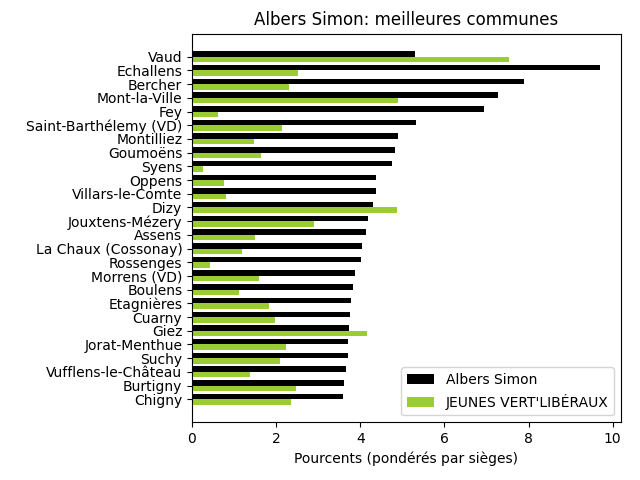 Albers Simon: meilleures communes
Vaud
Echallens
Bercher
Mont-la-Ville
Fey
Saint-Barthélemy (VD)
Montilliez
Goumoëns
Syens
Oppens
Villars-le-Comte
Dizy
Jouxtens-Mézery
Assens
La Chaux (Cossonay)
Rossenges
Morrens (VD)
Boulens
Etagnières
Cuarny
Giez
Jorat-Menthue
Suchy
Vufflens-le-Château
Burtigny
Chigny
Albers Simon
JEUNES VERT'LIBÉRAUX
0 2 4 6 8 10
Pourcents (pondérés par sièges)